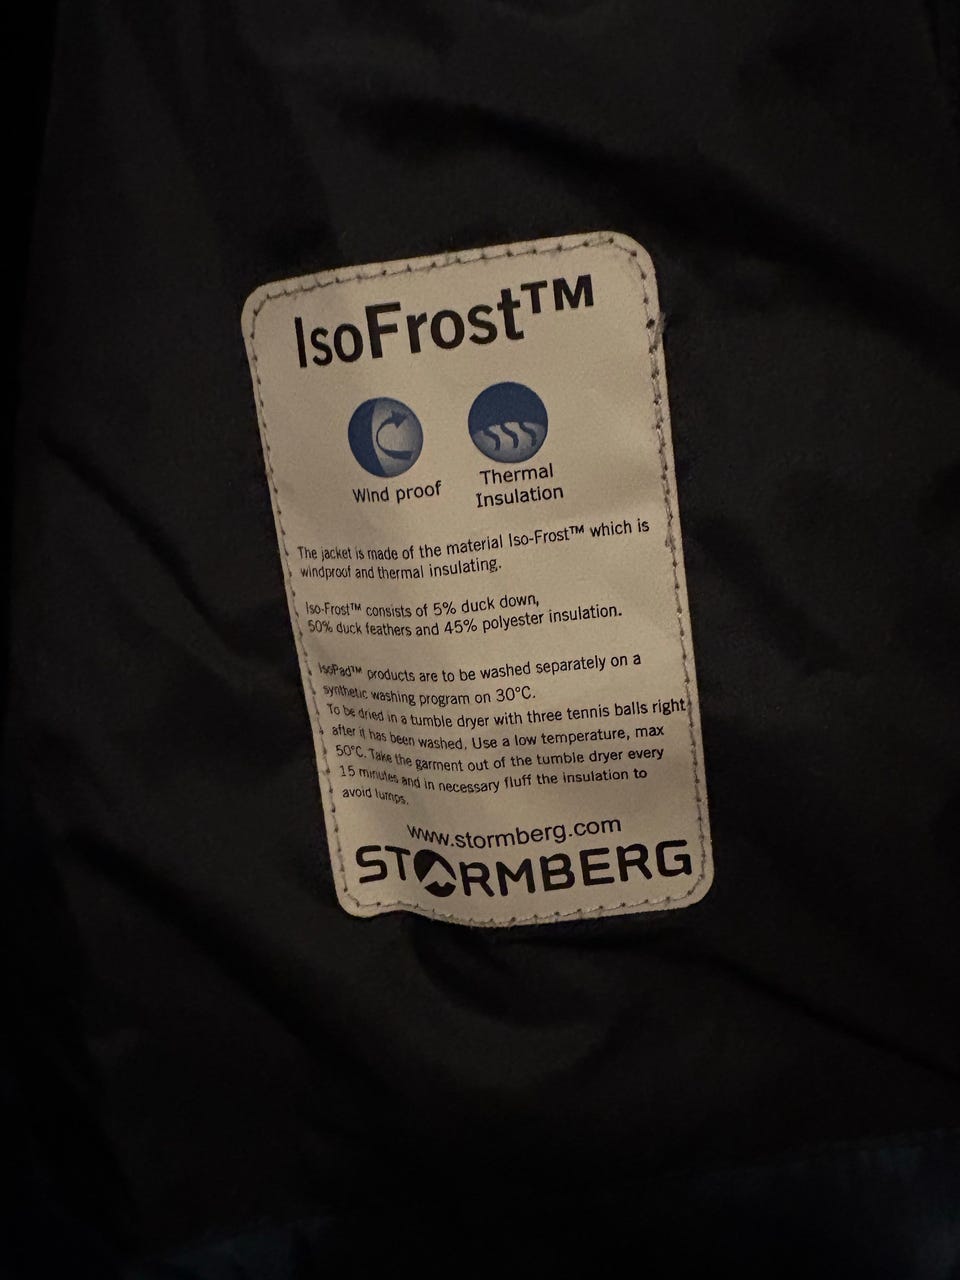 IsoFrost™
Wind proof
Thermal
Insulation
The jacket is made of the material Iso-Frost™ which is
windproof and thermal insulating.
Iso-Frost™ consists of 5% duck down,
50% duck feathers and 45% polyester insulation.
IsoPad™ products are to be washed separately on a
synthetic washing program on 30°C.
To be dried in a tumble dryer with three tennis balls right
after it has been washed. Use a low temperature, max
50°C. Take the garment out of the tumble dryer every
15 minutes and in necessary fluff the insulation to
avoid lumps.
www.stormberg.com
STORMBERG